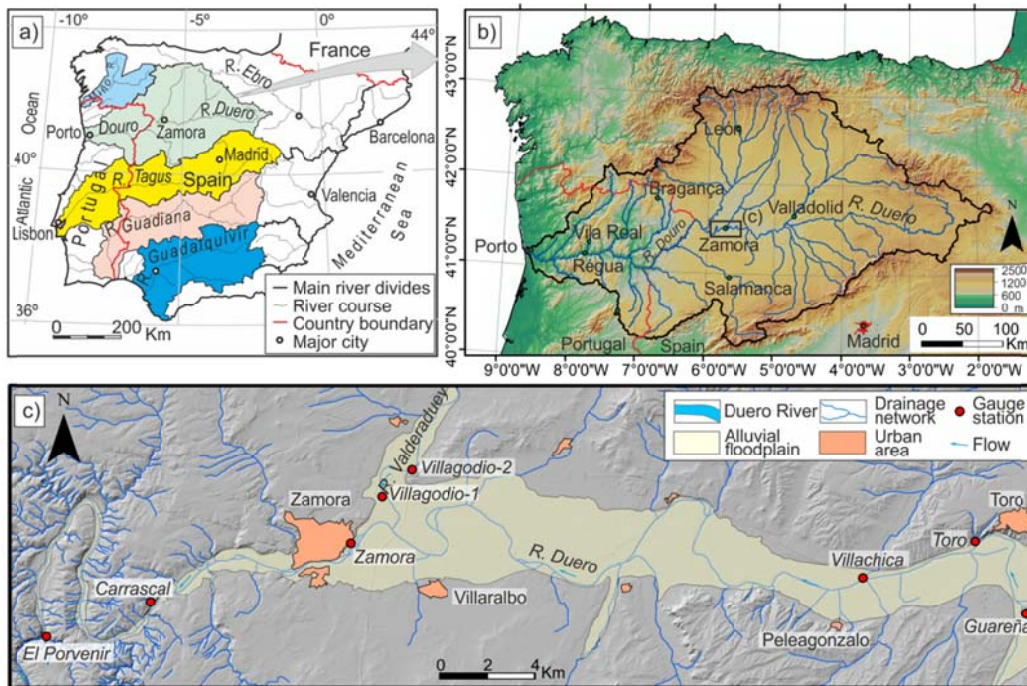 a)
-10°
-5°
0°
44°
France
R. Ebro
R. Duero
Porto
Douro
Zamora
Barcelona
Ocean
Atlantic
40°
Madrid
R. Tagus
Spain
Portugal
Valencia
Lisbon
R. Guadiana
R. Guadalquivir
Mediterranean
Sea
36°
0 200 Km
Main river divides
River course
Country boundary
Major city
b)
43°0'0"N
42°0'0"N
41°0'0"N
40°0'0"N
León
Bragança
Valladolid
(c)
R. Duero
Vila Real
R. Douro
Zamora
Porto
Régua
Salamanca
N
2500
1200
600
0 m
Portugal
Spain
Madrid
0 50 100
Km
9°0'0"W 8°0'0"W 7°0'0"W 6°0'0"W 5°0'0"W 4°0'0"W 3°0'0"W 2°0'0"W
c)
N
Duero River
Drainage network
Gauge station
Alluvial floodplain
Urban area
Flow
R. Valderaduey
Villagodio-2
Villagodio-1
Zamora
Zamora
Toro
Toro
R. Duero
Villachica
Carrascal
Villaralbo
Peleagonzalo
Guareña
El Porvenir
0 2 4
Km